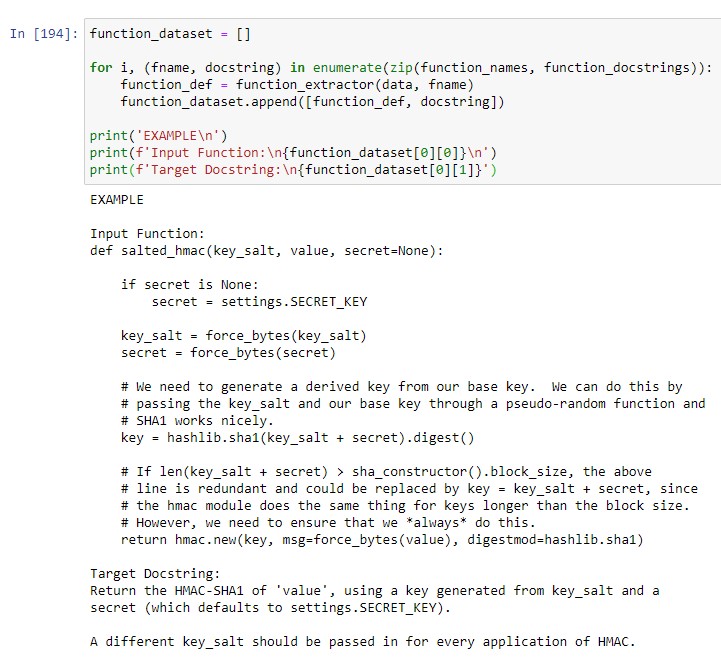 In [194]: function_dataset = []
for i, (fname, docstring) in enumerate(zip(function_names, function_docstrings)):
    function_def = function_extractor(data, fname)
    function_dataset.append([function_def, docstring])
print('EXAMPLE\n')
print(f'Input Function:\n{function_dataset[0][0]}\n')
print(f'Target Docstring:\n{function_dataset[0][1]}')
EXAMPLE
Input Function:
def salted_hmac(key_salt, value, secret=None):
    if secret is None:
        secret = settings.SECRET_KEY
    key_salt = force_bytes(key_salt)
    secret = force_bytes(secret)
    # We need to generate a derived key from our base key.  We can do this by
    # passing the key_salt and our base key through a pseudo-random function and
    # SHA1 works nicely.
    key = hashlib.sha1(key_salt + secret).digest()
    # If len(key_salt + secret) > sha_constructor().block_size, the above
    # line is redundant and could be replaced by key = key_salt + secret, since
    # the hmac module does the same thing for keys longer than the block size.
    # However, we need to ensure that we *always* do this.
    return hmac.new(key, msg=force_bytes(value), digestmod=hashlib.sha1)
Target Docstring:
Return the HMAC-SHA1 of 'value', using a key generated from key_salt and a
secret (which defaults to settings.SECRET_KEY).
A different key_salt should be passed in for every application of HMAC.